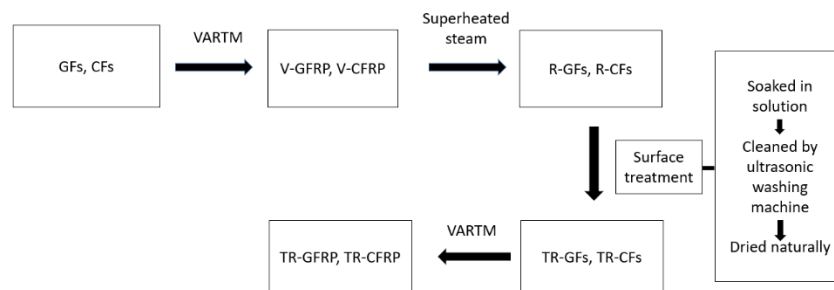 Superheated
steam
VARTM
GFs, CFs
V-GFRP, V-CFRP
R-GFs, R-CFs
Soaked in
solution
Cleaned by
ultrasonic
washing
machine
Dried naturally
Surface
treatment
VARTM
TR-GFRP, TR-CFRP
TR-GFs, TR-CFs